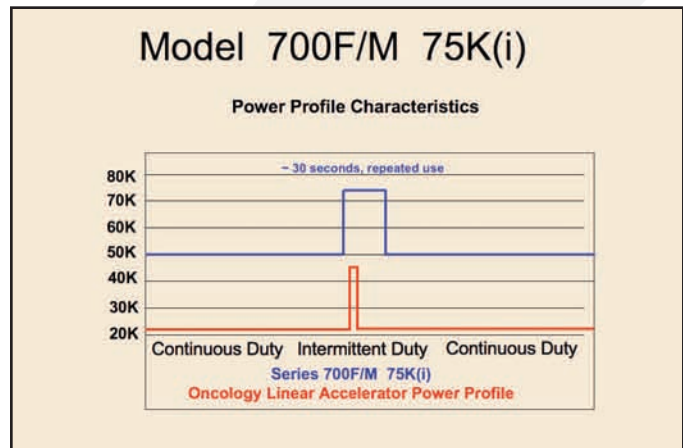 Model 700F/M 75K(i)
Power Profile Characteristics
~ 30 seconds, repeated use
80K
70K
60K
50K
40K
30K
20K
Continuous Duty Intermittent Duty Continuous Duty
Series 700F/M 75K(i)
Oncology Linear Accelerator Power Profile